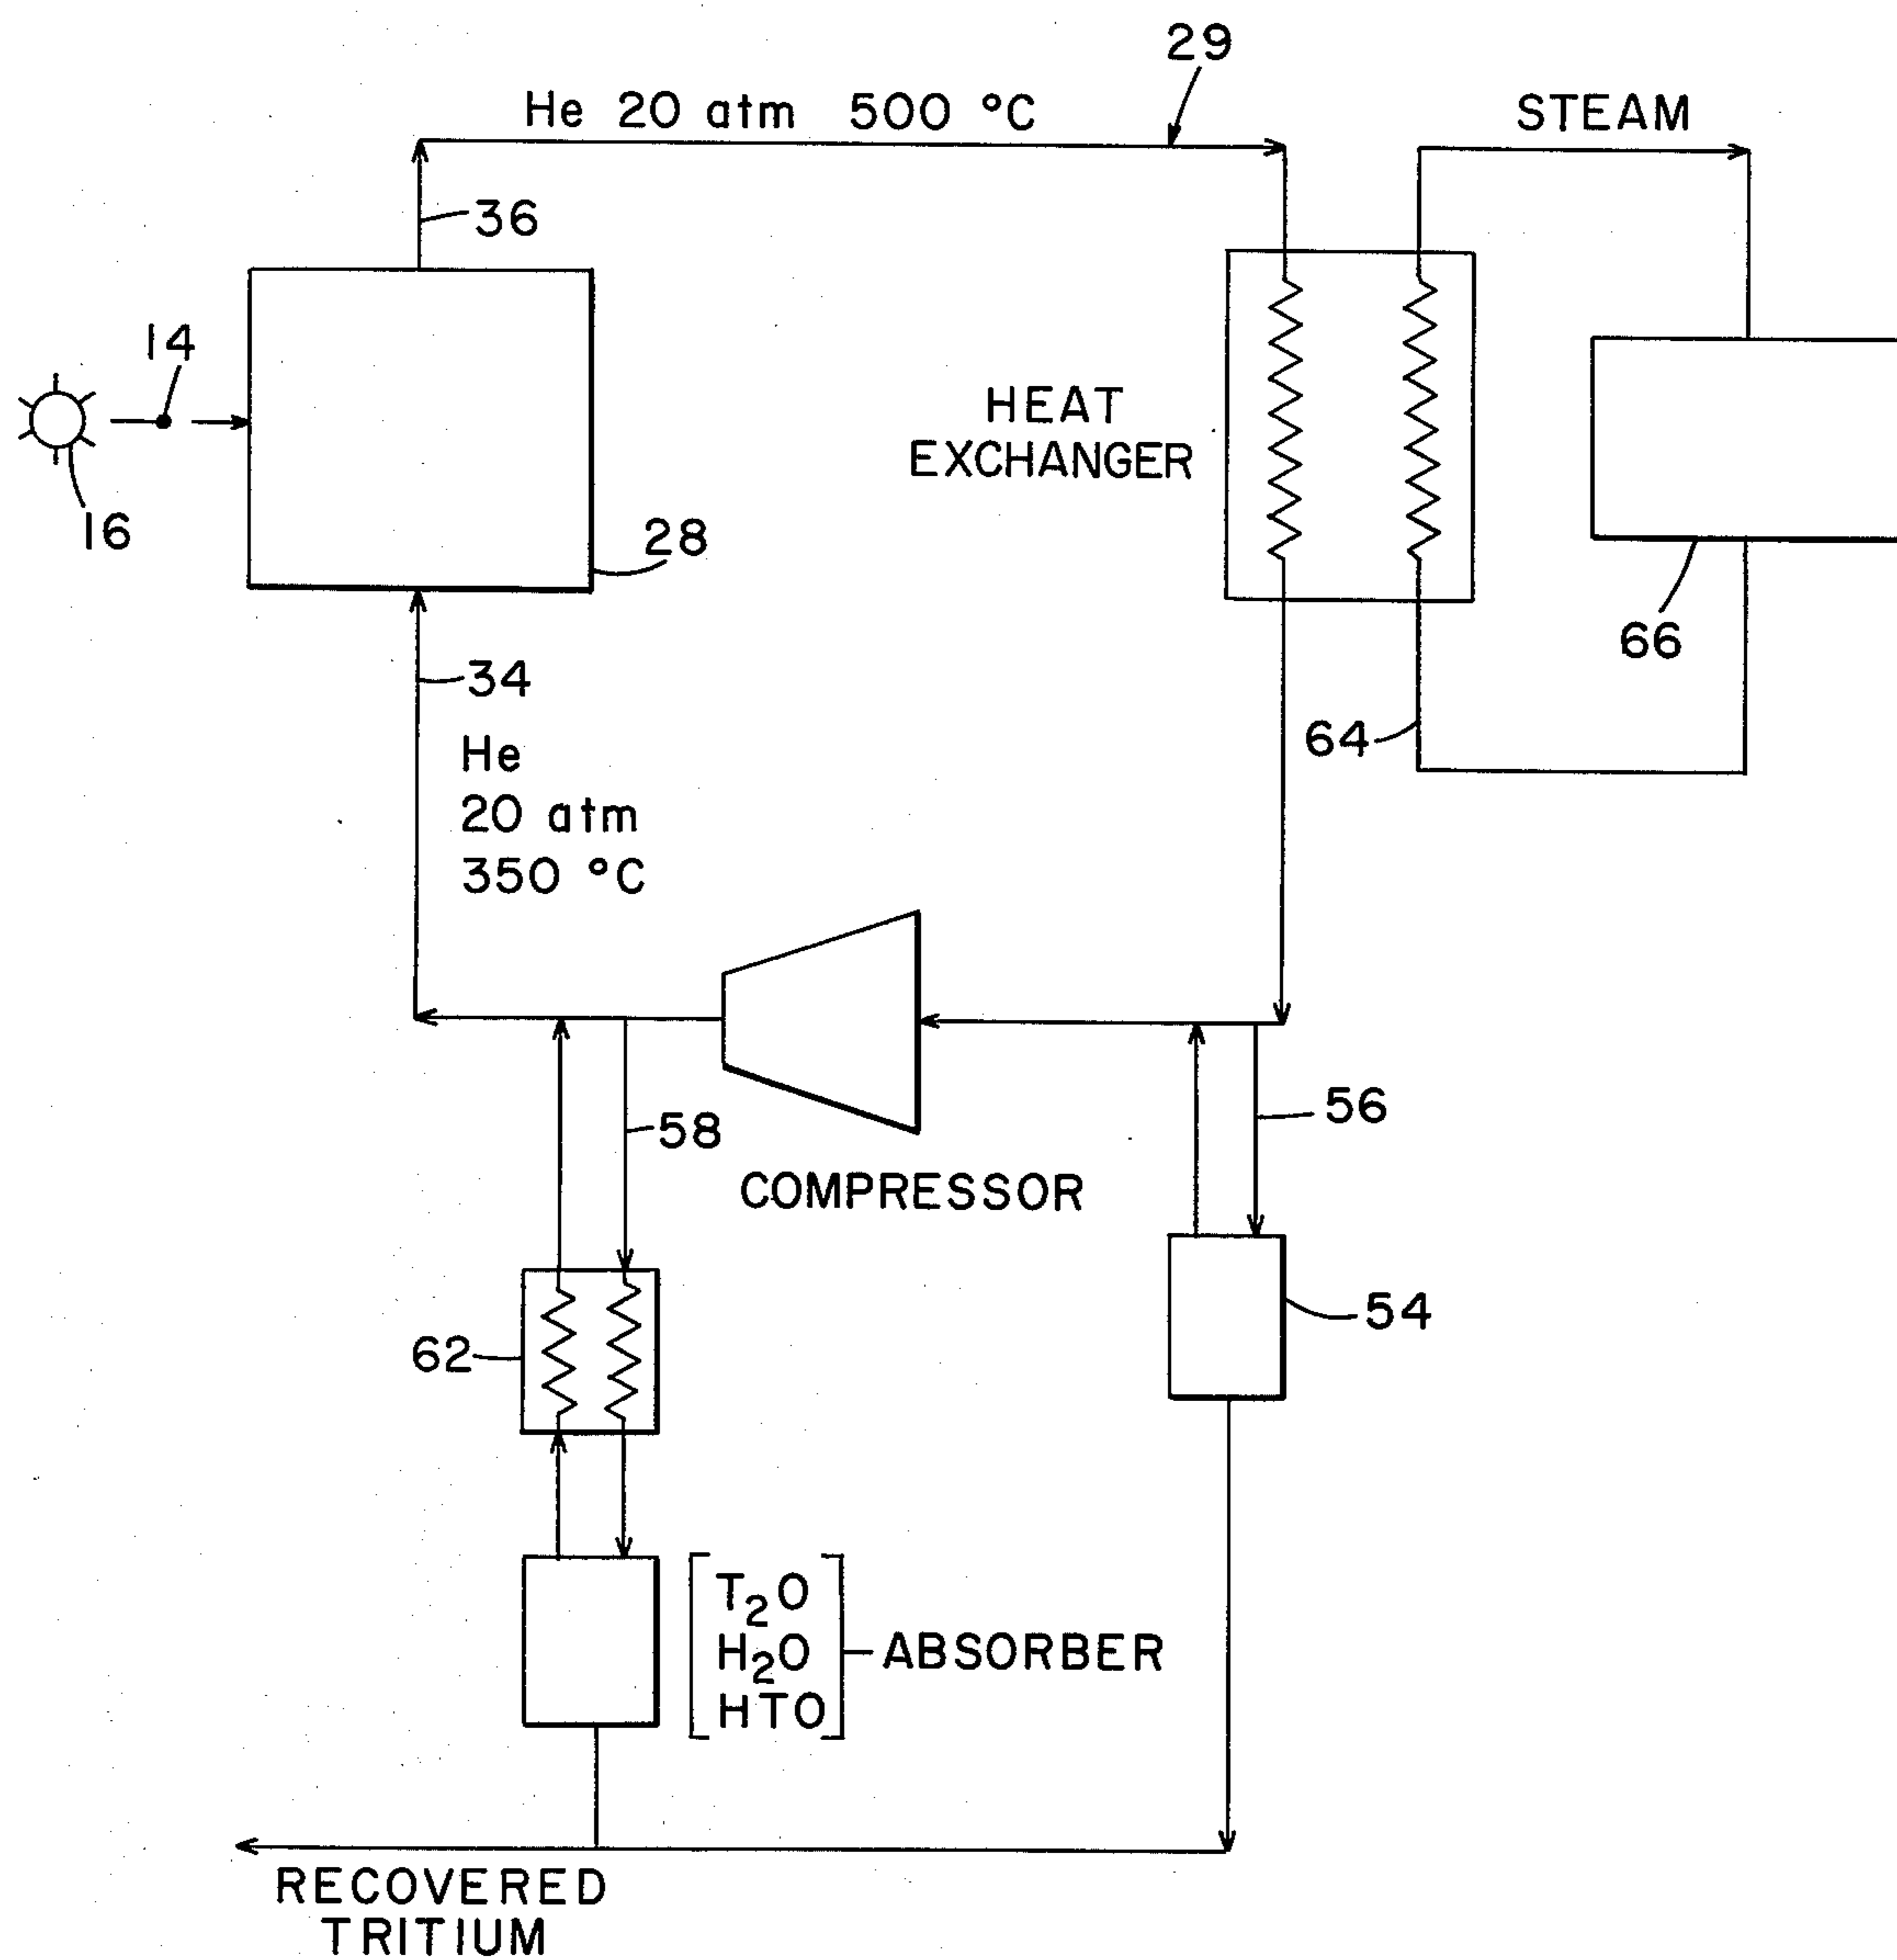 29
He 20 atm 500 °C
STEAM
36
14
HEAT
EXCHANGER
16
28
66
34
64
He
20 atm
350 °C
56
58
COMPRESSOR
54
62
T₂O
H₂O
HTO
ABSORBER
RECOVERED
TRITIUM